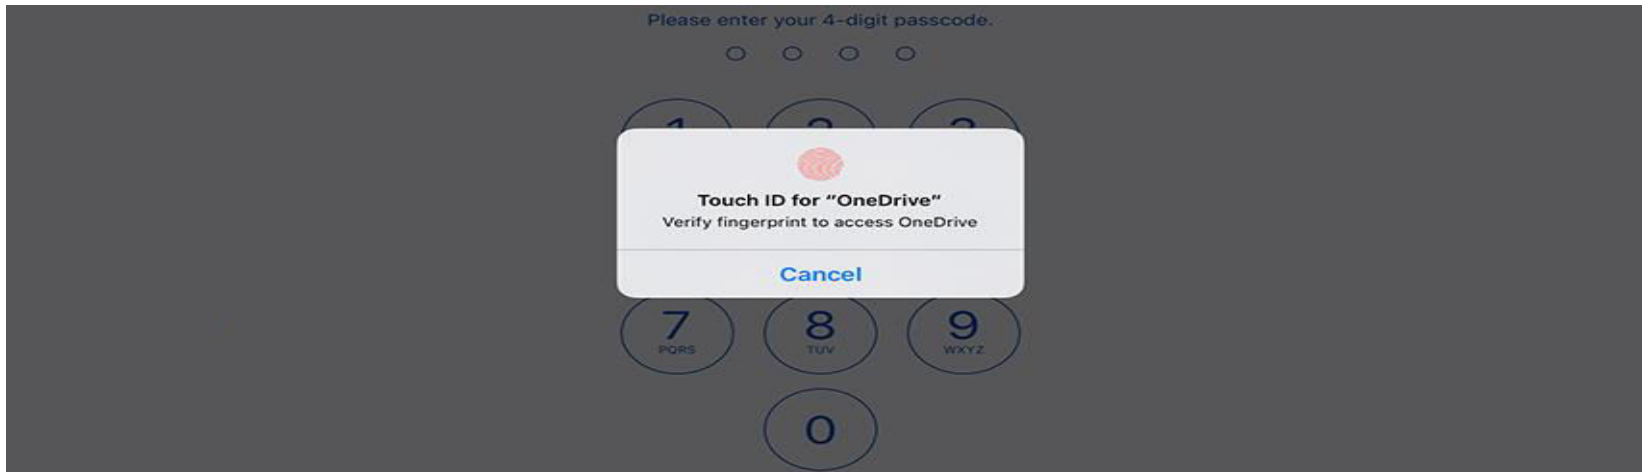 Please enter your 4-digit passcode.
Touch ID for “OneDrive”
Verify fingerprint to access OneDrive
Cancel
7 8 9
PQRS TUV WXYZ
0